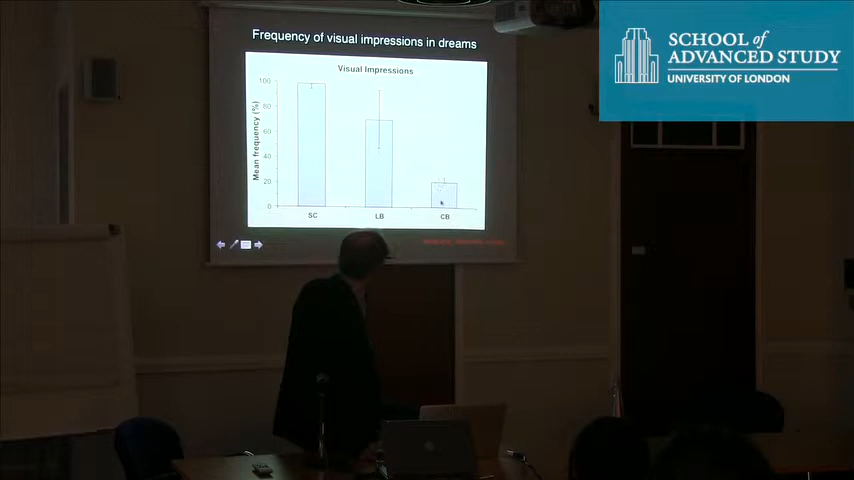 Frequency of visual impressions in dreams
Visual Impressions
Mean frequency (%)
100
80
60
40
20
0
SC
LB
CB
SCHOOL of
ADVANCED STUDY
UNIVERSITY OF LONDON